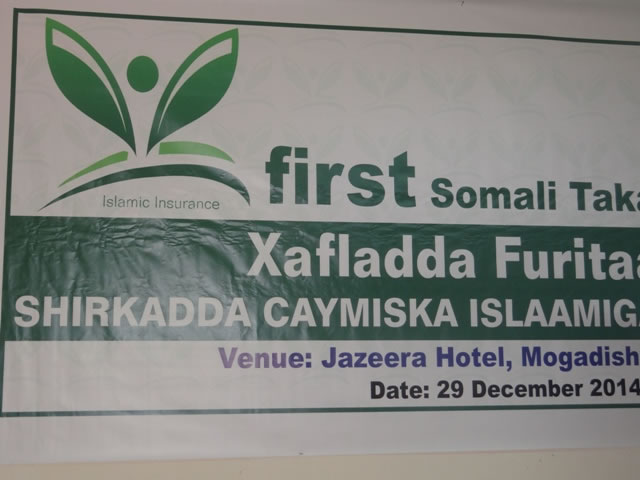 Islamic Insurance
first Somali Taka
Xafladda Furitaa
SHIRKADDA CAYMISKA ISLAAMIGA
Venue: Jazeera Hotel, Mogadish
Date: 29 December 2014